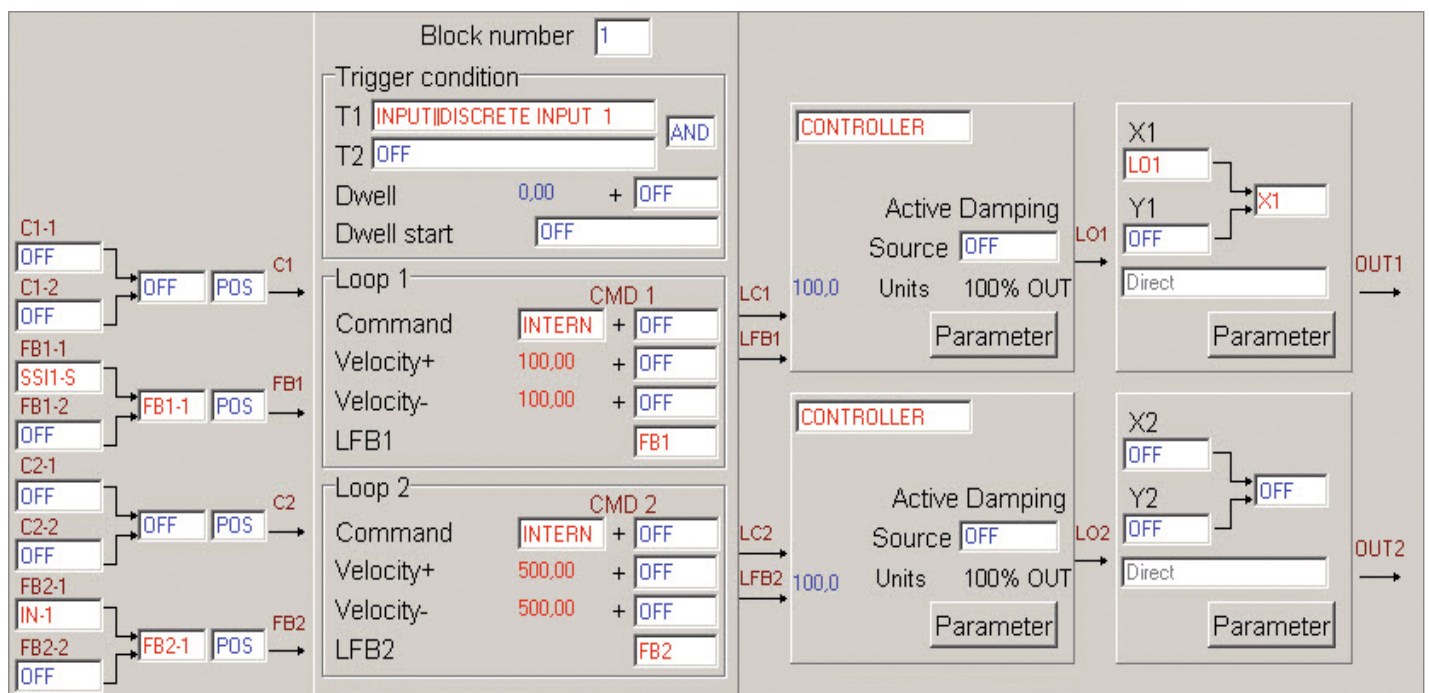 Block number 1
Trigger condition
T1 INPUT||DISCRETE INPUT 1
AND
T2 OFF
Dwell 0,00 + OFF
Dwell start OFF
C1-1
OFF
C1-2
OFF
OFF POS
C1
FB1-1
SSI1-S
FB1-2
OFF
FB1-1 POS
FB1
C2-1
OFF
C2-2
OFF
OFF POS
C2
FB2-1
IN-1
FB2-2
OFF
FB2-1 POS
FB2
Loop 1
CMD 1
Command INTERN + OFF
Velocity+ 100,00 + OFF
Velocity- 100,00 + OFF
LFB1 FB1
Loop 2
CMD 2
Command INTERN + OFF
Velocity+ 500,00 + OFF
Velocity- 500,00 + OFF
LFB2 FB2
LC1
LFB1
CONTROLLER
Active Damping
Source OFF
100,0 Units 100% OUT
Parameter
LO1
X1
LO1
Y1
OFF
X1
Direct
Parameter
OUT1
LC2
LFB2
CONTROLLER
Active Damping
Source OFF
100,0 Units 100% OUT
Parameter
LO2
X2
OFF
Y2
OFF
OFF
Direct
Parameter
OUT2